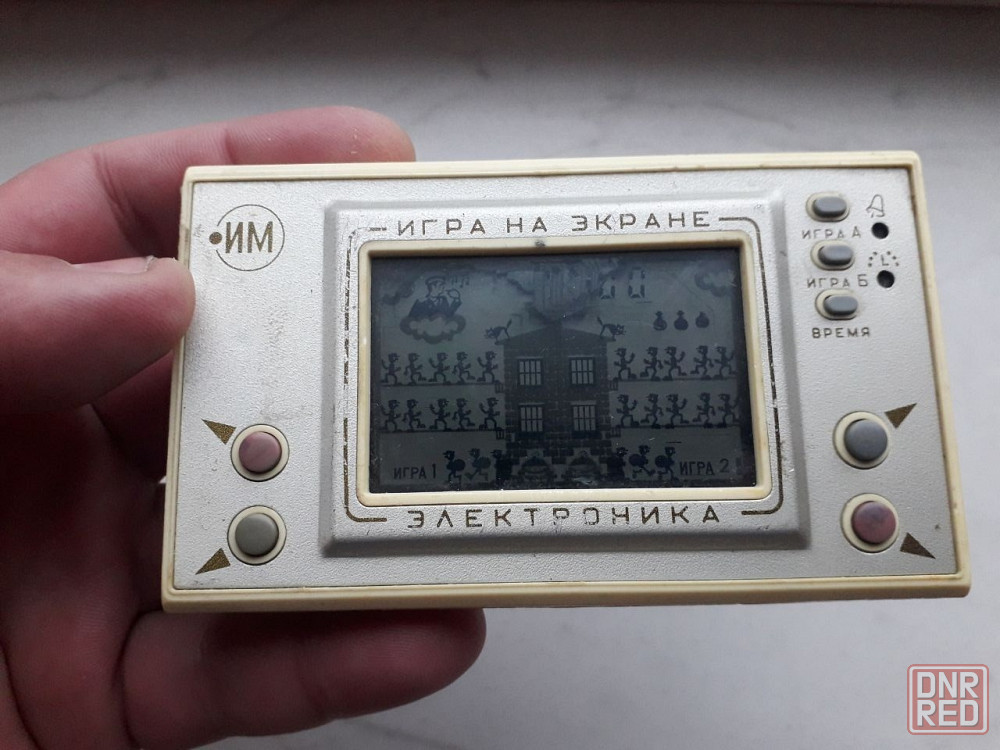 ИМ
ИГРА НА ЭКРАНЕ
ИГРА А
ИГРА Б
ВРЕМЯ
ИГРА 1
ИГРА 2
ЭЛЕКТРОНИКА
DNR
RED